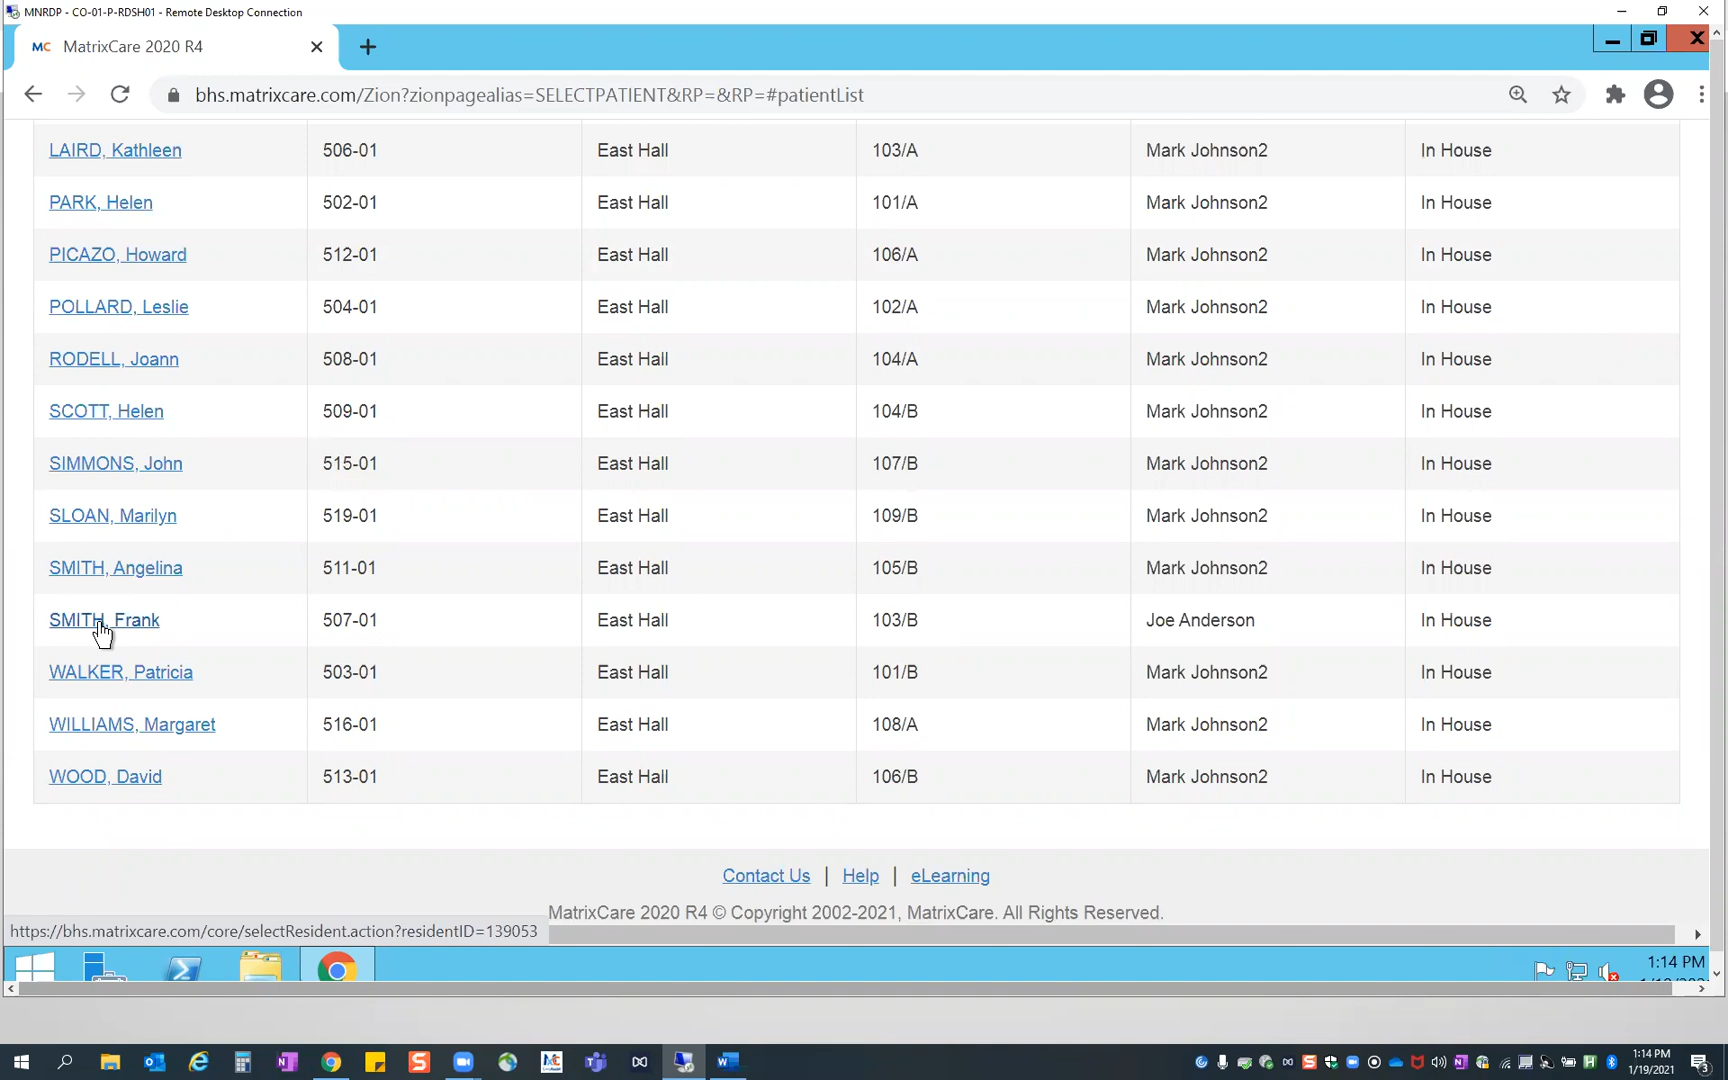 MNRDP - CO-01-P-RDSH01 - Remote Desktop Connection
MC MatrixCare 2020 R4
bhs.matrixcare.com/Zion?zionpagealias=SELECTPATIENT&RP=&RP=#patientList
LAIRD, Kathleen 506-01 East Hall 103/A Mark Johnson2 In House
PARK, Helen 502-01 East Hall 101/A Mark Johnson2 In House
PICAZO, Howard 512-01 East Hall 106/A Mark Johnson2 In House
POLLARD, Leslie 504-01 East Hall 102/A Mark Johnson2 In House
RODELL, Joann 508-01 East Hall 104/A Mark Johnson2 In House
SCOTT, Helen 509-01 East Hall 104/B Mark Johnson2 In House
SIMMONS, John 515-01 East Hall 107/B Mark Johnson2 In House
SLOAN, Marilyn 519-01 East Hall 109/B Mark Johnson2 In House
SMITH, Angelina 511-01 East Hall 105/B Mark Johnson2 In House
SMITH, Frank 507-01 East Hall 103/B Joe Anderson In House
WALKER, Patricia 503-01 East Hall 101/B Mark Johnson2 In House
WILLIAMS, Margaret 516-01 East Hall 108/A Mark Johnson2 In House
WOOD, David 513-01 East Hall 106/B Mark Johnson2 In House
Contact Us | Help | eLearning
MatrixCare 2020 R4 © Copyright 2002-2021, MatrixCare. All Rights Reserved.
https://bhs.matrixcare.com/core/selectResident.action?residentID=139053
1:14 PM
1:14 PM
1/19/2021
3